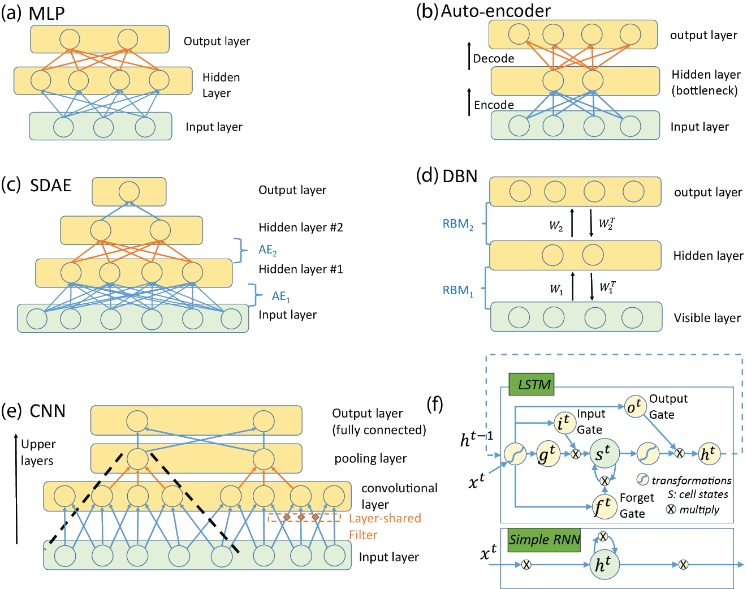 (a) MLP
Output layer
Hidden
Layer
Input layer
(b) Auto-encoder
output layer
Decode
Hidden layer
(bottleneck)
Encode
Input layer
(c) SDAE
Output layer
Hidden layer #2
AE₂
Hidden layer #1
AE₁
Input layer
(d) DBN
output layer
RBM₂
W₂ W₂ᵀ
Hidden layer
RBM₁
W₁ W₁ᵀ
Visible layer
(e) CNN
Output layer
(fully connected)
Upper
layers
pooling layer
convolutional
layer
Layer-shared
Filter
Input layer
(f)
LSTM
Output
Gate
oᵗ
Input
Gate
iᵗ
hᵗ⁻¹
gᵗ
sᵗ
hᵗ
xᵗ
transformations
S: cell states
multiply
fᵗ
Forget
Gate
Simple RNN
xᵗ
hᵗ